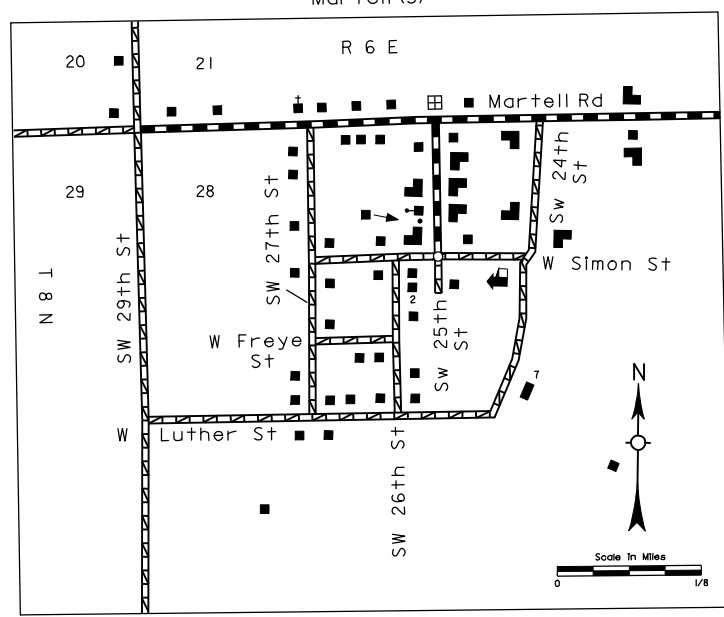 R 6 E
20
21
Martell Rd
29
28
T 8 N
SW 29th St
SW 27th St
SW 24th
St
W Simon St
2
SW 25th
St
W Freye
St
7
N
W Luther St
SW 26th St
Scale In Miles
0 1/8